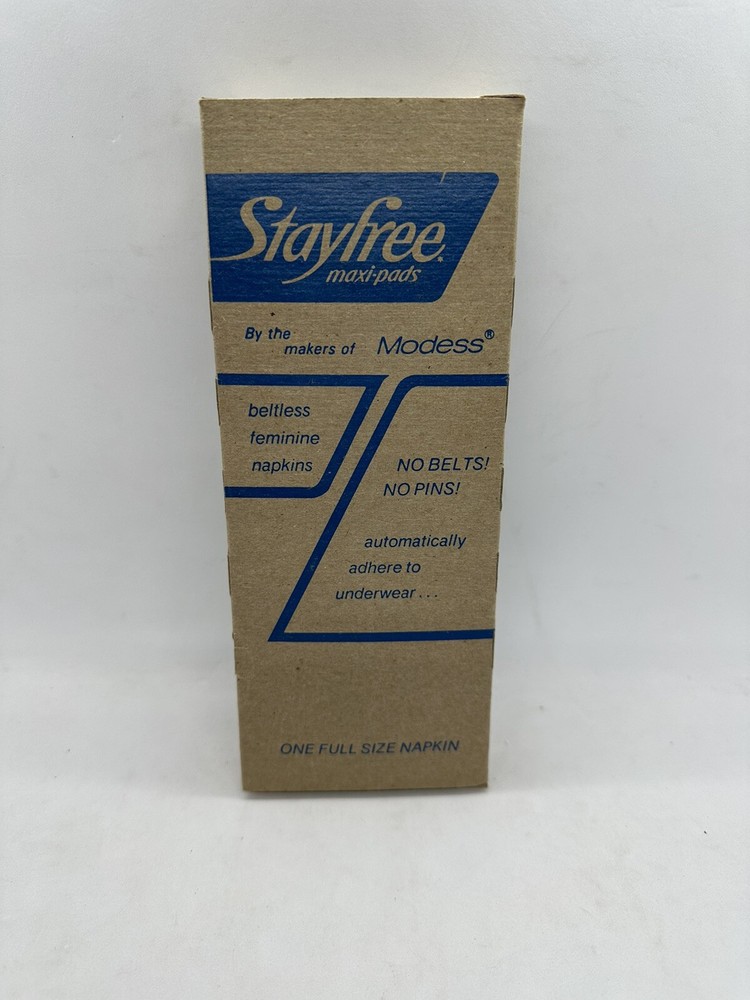 Stayfree.
maxi-pads
By the
makers of Modess®
beltless
feminine
napkins
NO BELTS!
NO PINS!
automatically
adhere to
underwear...
ONE FULL SIZE NAPKIN